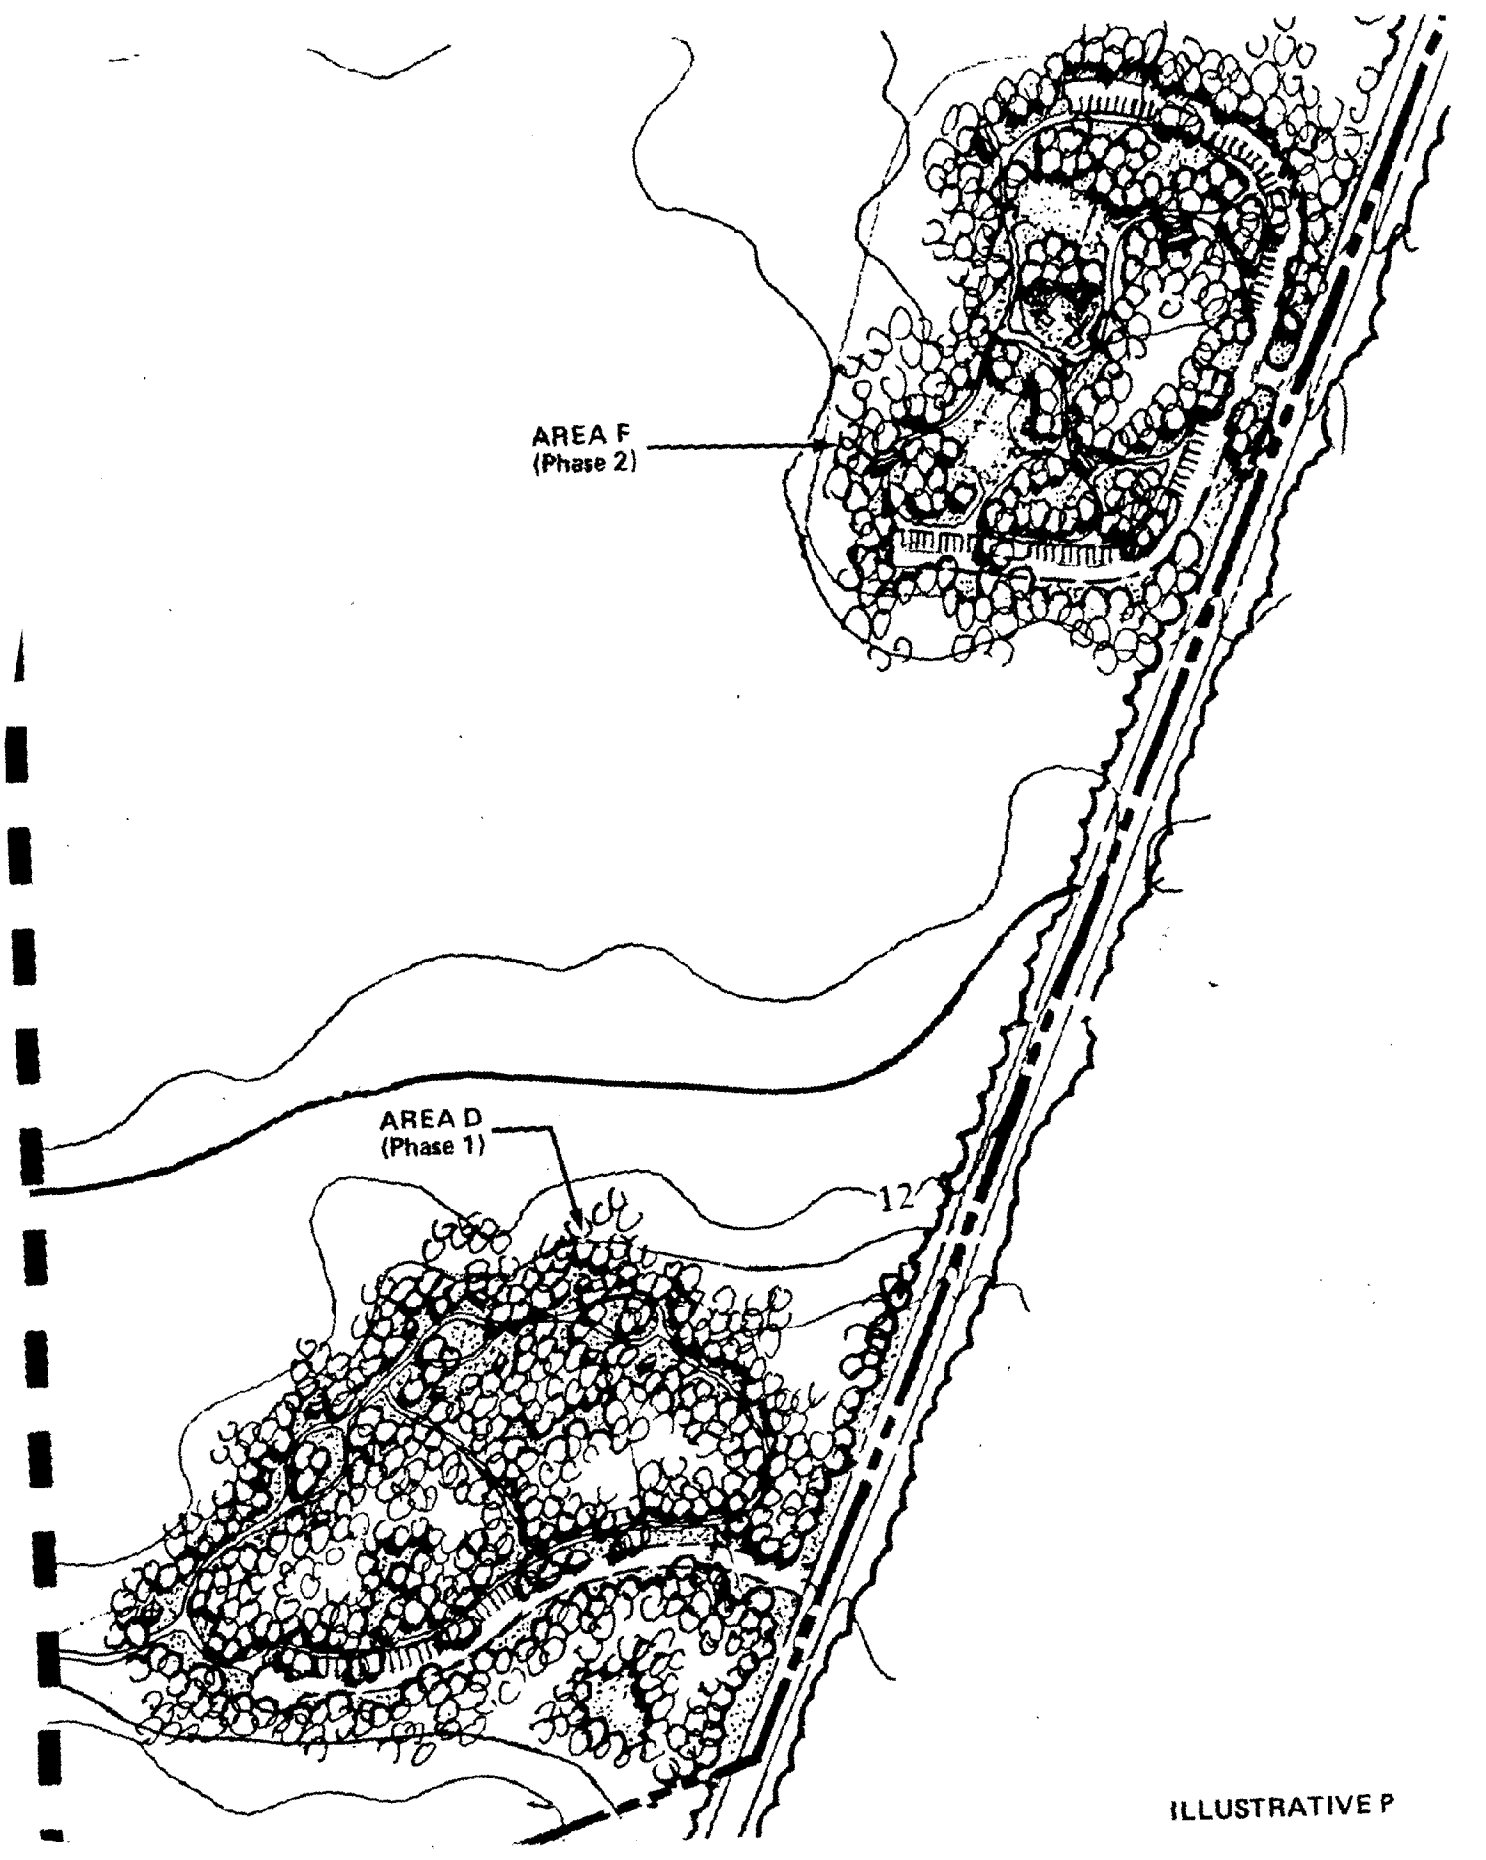 AREA F
(Phase 2)
AREA D
(Phase 1)
12
ILLUSTRATIVE P